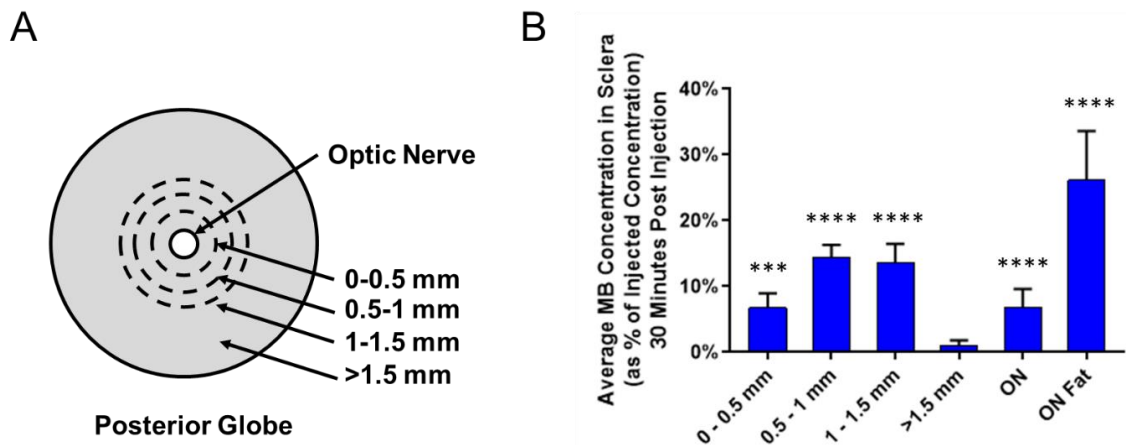 A
Optic Nerve
0-0.5 mm
0.5-1 mm
1-1.5 mm
>1.5 mm
Posterior Globe
B
Average MB Concentration in Sclera
(as % of Injected Concentration)
30 Minutes Post Injection
40%
30%
20%
10%
0%
***
****
****
****
****
0 - 0.5 mm
0.5 - 1 mm
1 - 1.5 mm
>1.5 mm
ON
ON Fat